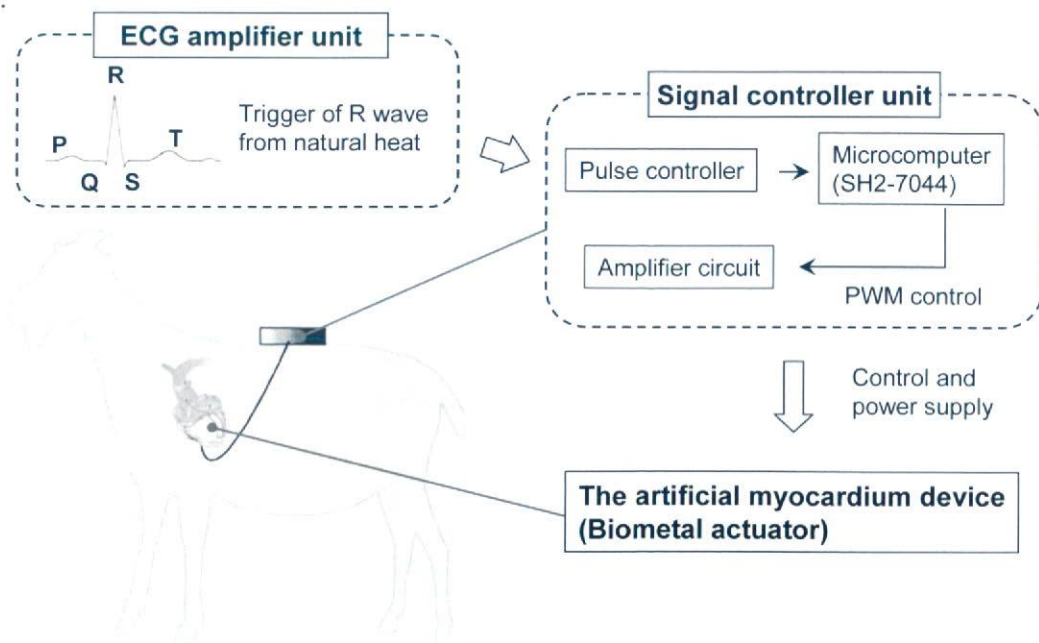 ECG amplifier unit
R
P
T
Q
S
Trigger of R wave
from natural heat
Signal controller unit
Pulse controller
Microcomputer
(SH2-7044)
Amplifier circuit
PWM control
Control and
power supply
The artificial myocardium device
(Biometal actuator)